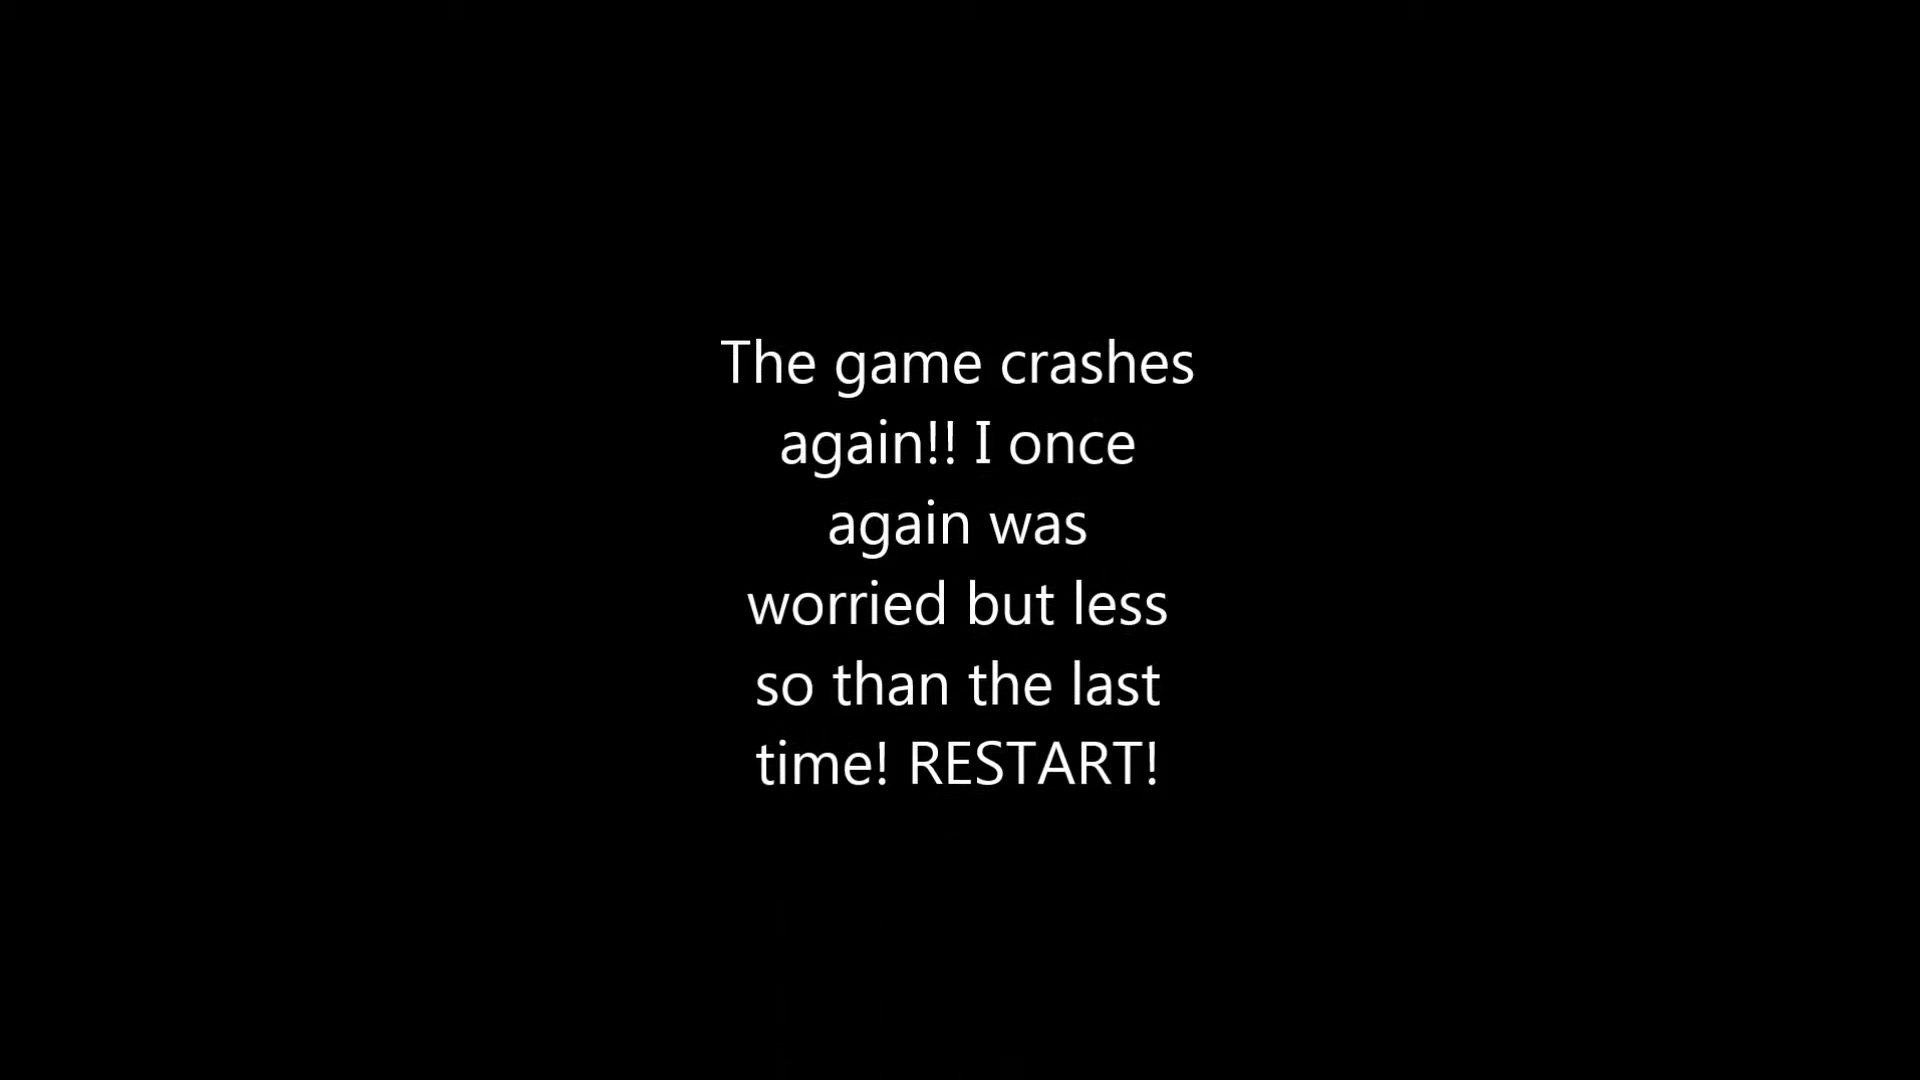 The game crashes
again!! I once
again was
worried but less
so than the last
time! RESTART!